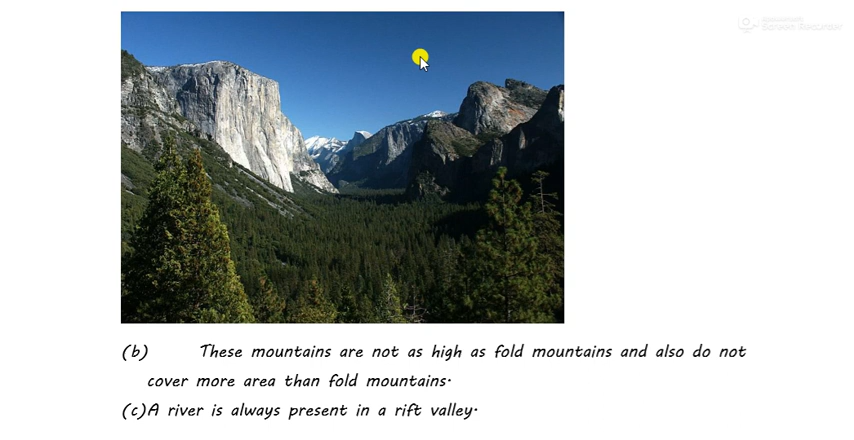 (b) These mountains are not as high as fold mountains and also do not
cover more area than fold mountains.
(c)A river is always present in a rift valley.